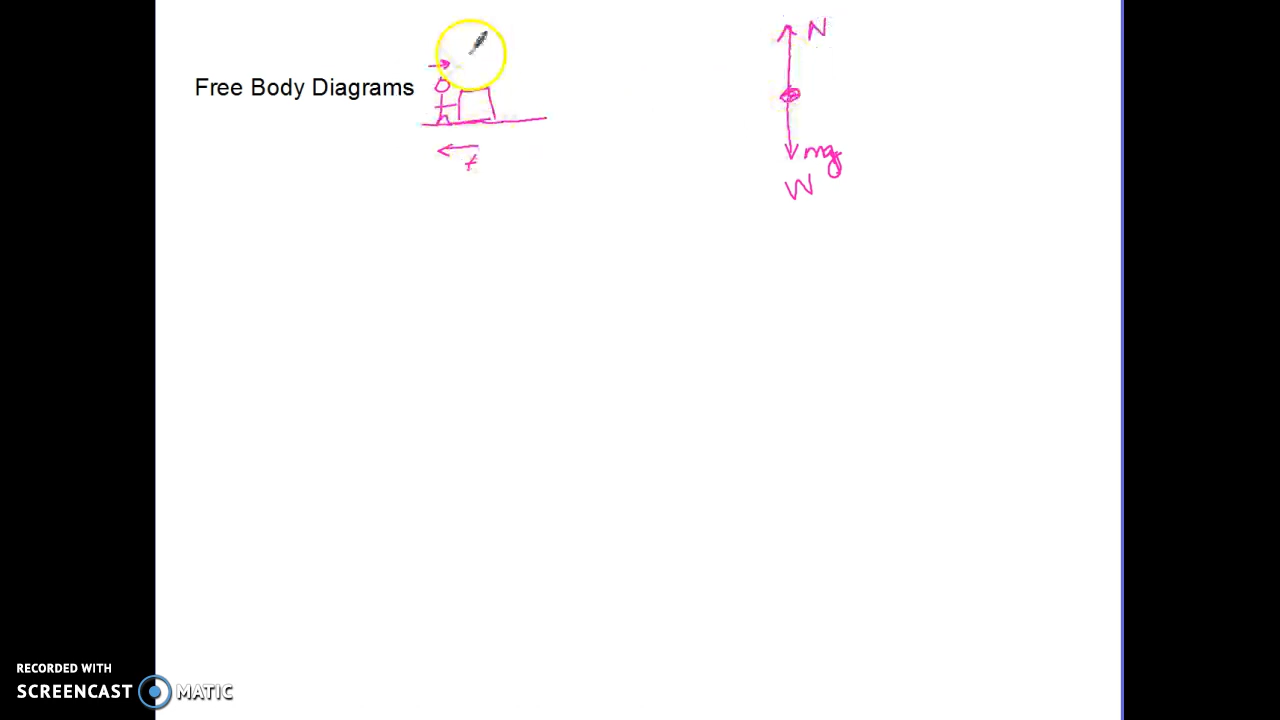 Free Body Diagrams
f
N
mg
W
RECORDED WITH
SCREENCAST MATIC